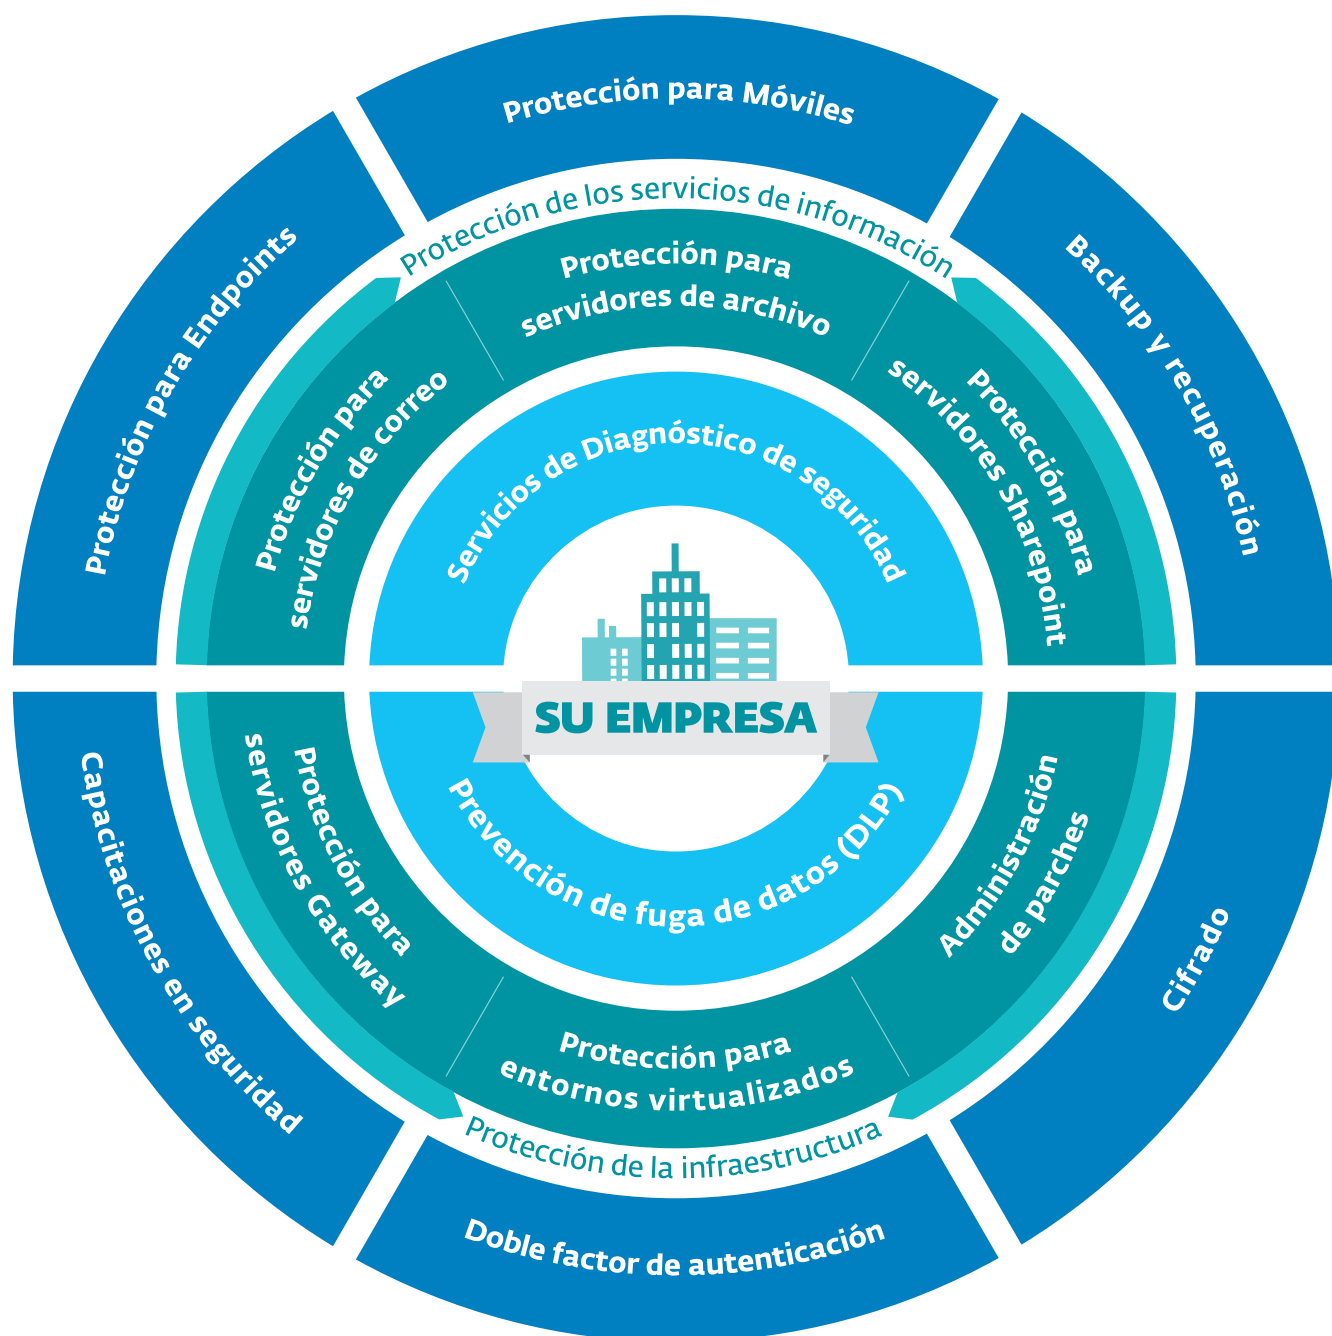 Protección para Móviles
Protección para Endpoints
Backup y recuperación
Protección de los servicios de información
Protección para
servidores de archivo
Protección para
servidores de correo
Protección para
servidores Sharepoint
Servicios de Diagnóstico de seguridad
SU EMPRESA
Prevención de fuga de datos (DLP)
Protección para
servidores Gateway
Administración
de parches
Protección para
entornos virtualizados
Protección de la infraestructura
Capacitaciones en seguridad
Cifrado
Doble factor de autenticación